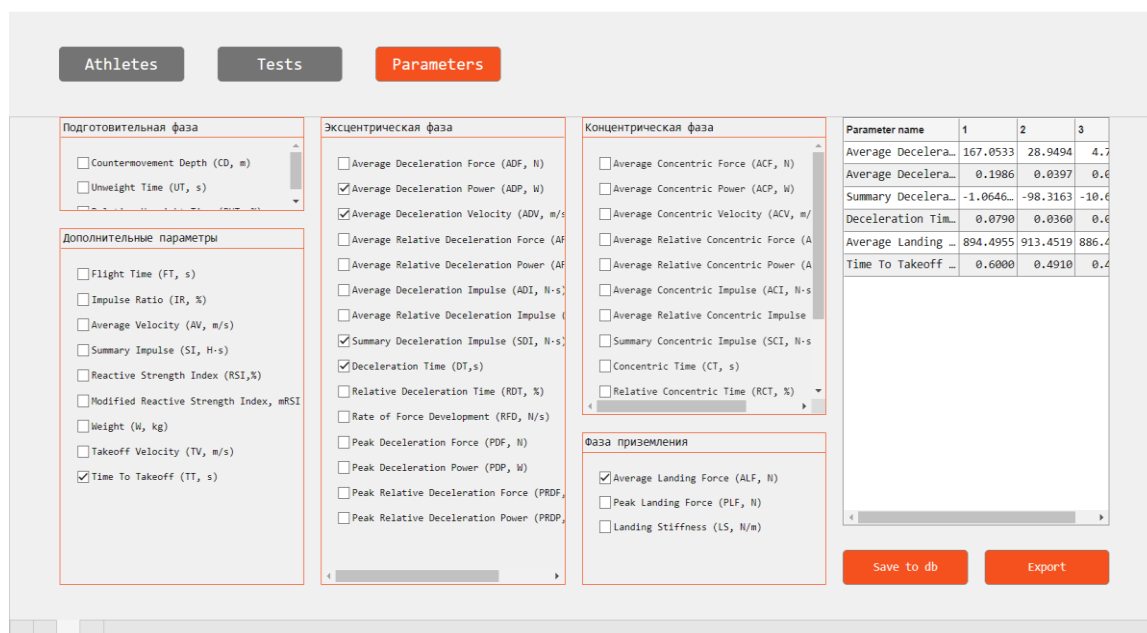 Athletes
Tests
Parameters
Подготовительная фаза
Countermovement Depth (CD, m)
Unweight Time (UT, s)
Дополнительные параметры
Flight Time (FT, s)
Impulse Ratio (IR, %)
Average Velocity (AV, m/s)
Summary Impulse (SI, Н·s)
Reactive Strength Index (RSI,%)
Modified Reactive Strength Index, mRSI
Weight (W, kg)
Takeoff Velocity (TV, m/s)
Time To Takeoff (TT, s)
Эксцентрическая фаза
Average Deceleration Force (ADF, N)
Average Deceleration Power (ADP, W)
Average Deceleration Velocity (ADV, m/s
Average Relative Deceleration Force (AF
Average Relative Deceleration Power (AF
Average Deceleration Impulse (ADI, N·s)
Average Relative Deceleration Impulse (
Summary Deceleration Impulse (SDI, N·s)
Deceleration Time (DT,s)
Relative Deceleration Time (RDT, %)
Rate of Force Development (RFD, N/s)
Peak Deceleration Force (PDF, N)
Peak Deceleration Power (PDP, W)
Peak Relative Deceleration Force (PRDF,
Peak Relative Deceleration Power (PRDP,
Концентрическая фаза
Average Concentric Force (ACF, N)
Average Concentric Power (ACP, W)
Average Concentric Velocity (ACV, m/
Average Relative Concentric Force (A
Average Relative Concentric Power (A
Average Concentric Impulse (ACI, N·s
Average Relative Concentric Impulse
Summary Concentric Impulse (SCI, N·s
Concentric Time (CT, s)
Relative Concentric Time (RCT, %)
Фаза приземления
Average Landing Force (ALF, N)
Peak Landing Force (PLF, N)
Landing Stiffness (LS, N/m)
Parameter name 1 2 3
Average Decelera… 167.0533 28.9494 4.7
Average Decelera… 0.1986 0.0397 0.0
Summary Decelera… -1.0646… -98.3163 -10.6
Deceleration Tim… 0.0790 0.0360 0.0
Average Landing … 894.4955 913.4519 886.4
Time To Takeoff … 0.6000 0.4910 0.4
Save to db
Export